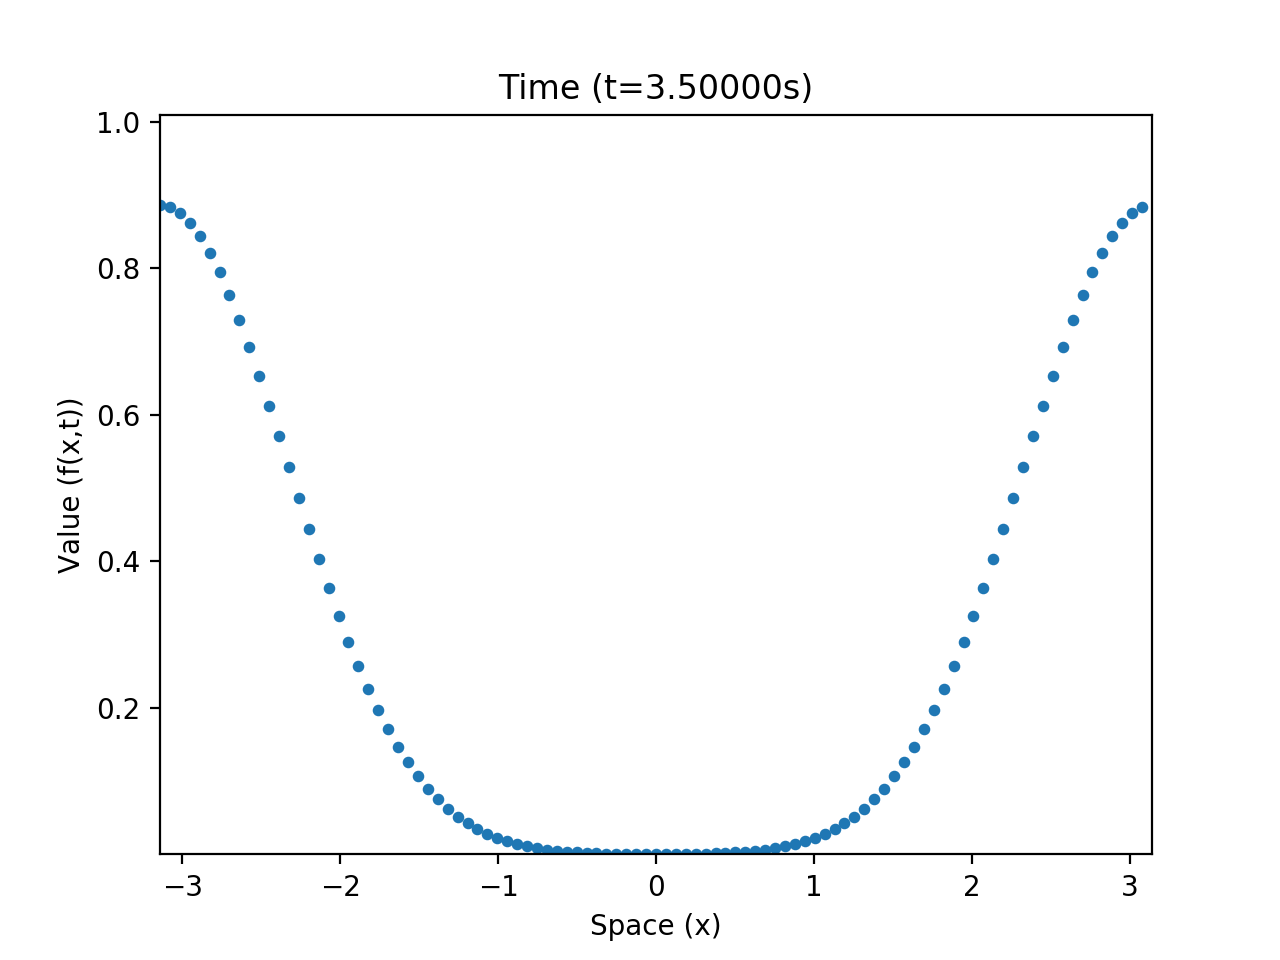 Time (t=3.50000s)
1.0
0.8
0.6
0.4
0.2
Value (f(x,t))
−3 −2 −1 0 1 2 3
Space (x)